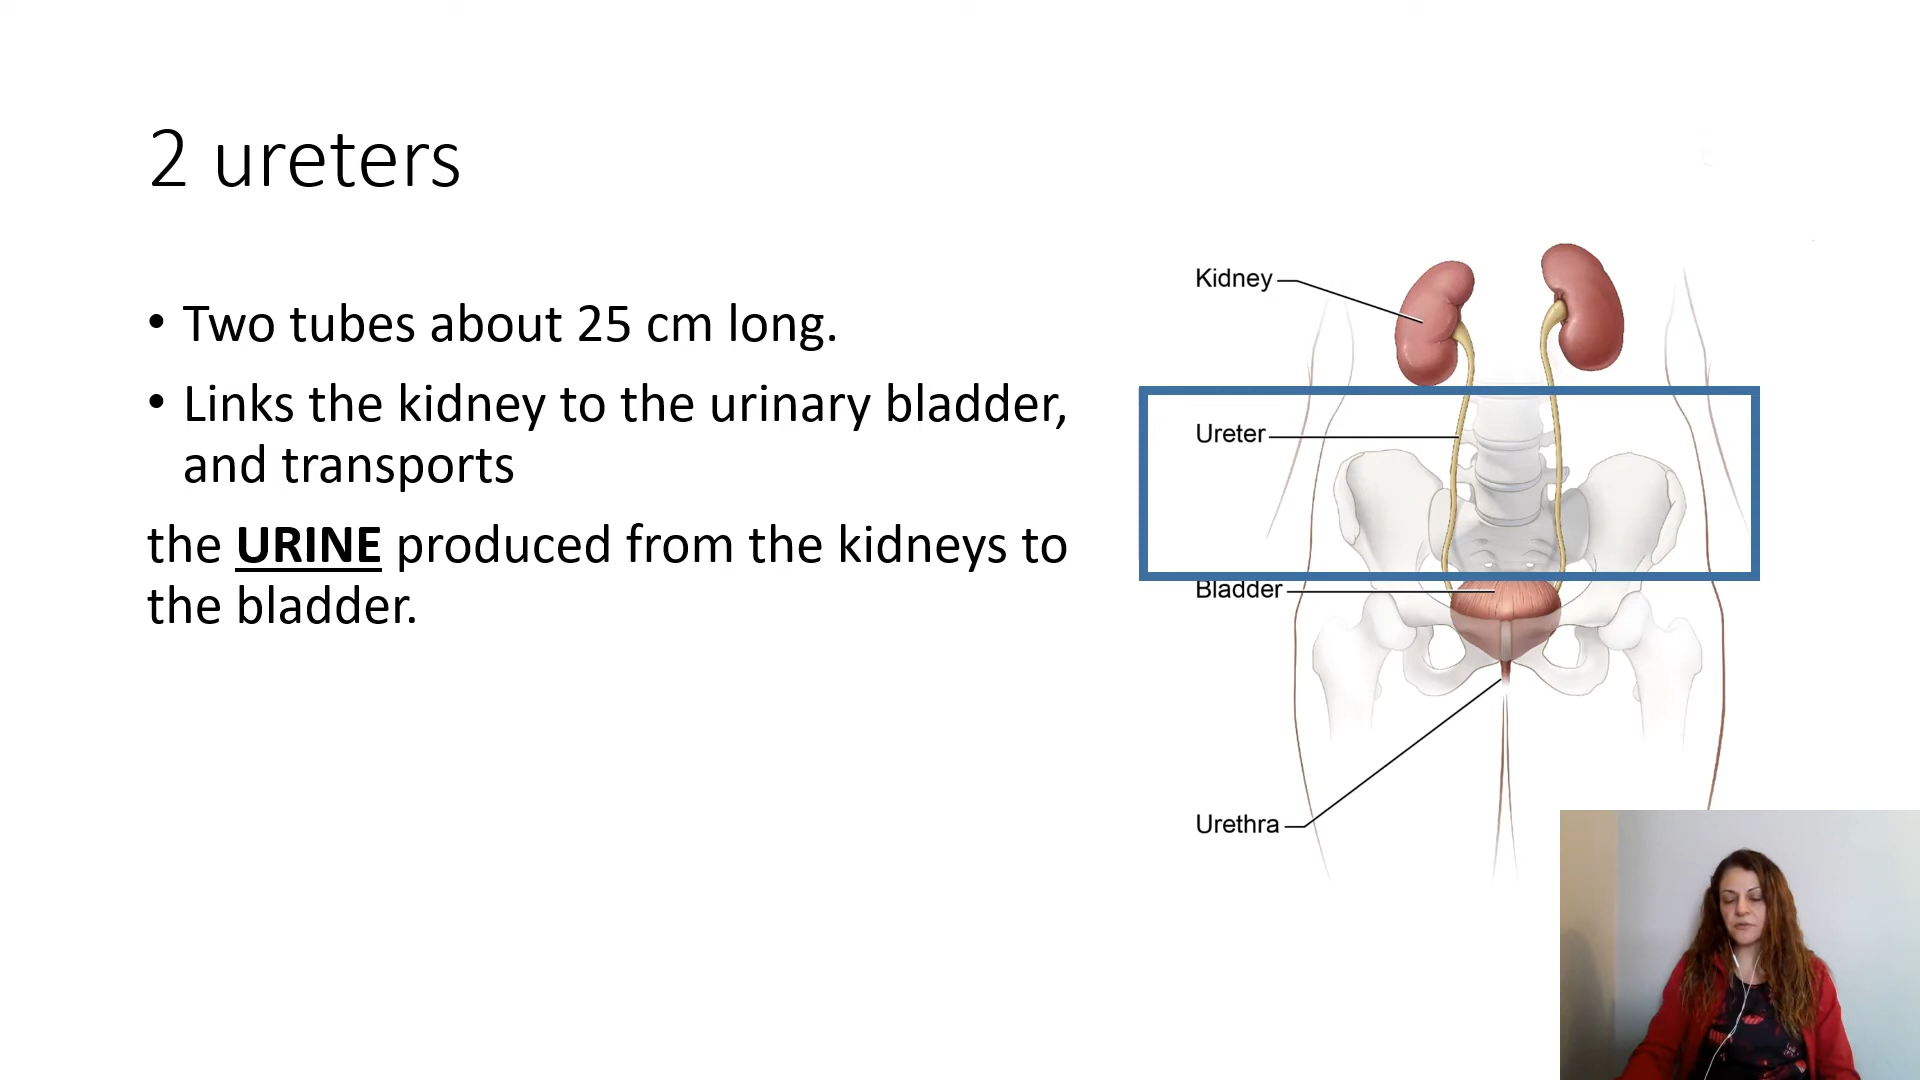 2 ureters
• Two tubes about 25 cm long.
• Links the kidney to the urinary bladder,
and transports
the URINE produced from the kidneys to
the bladder.
Kidney
Ureter
Bladder
Urethra